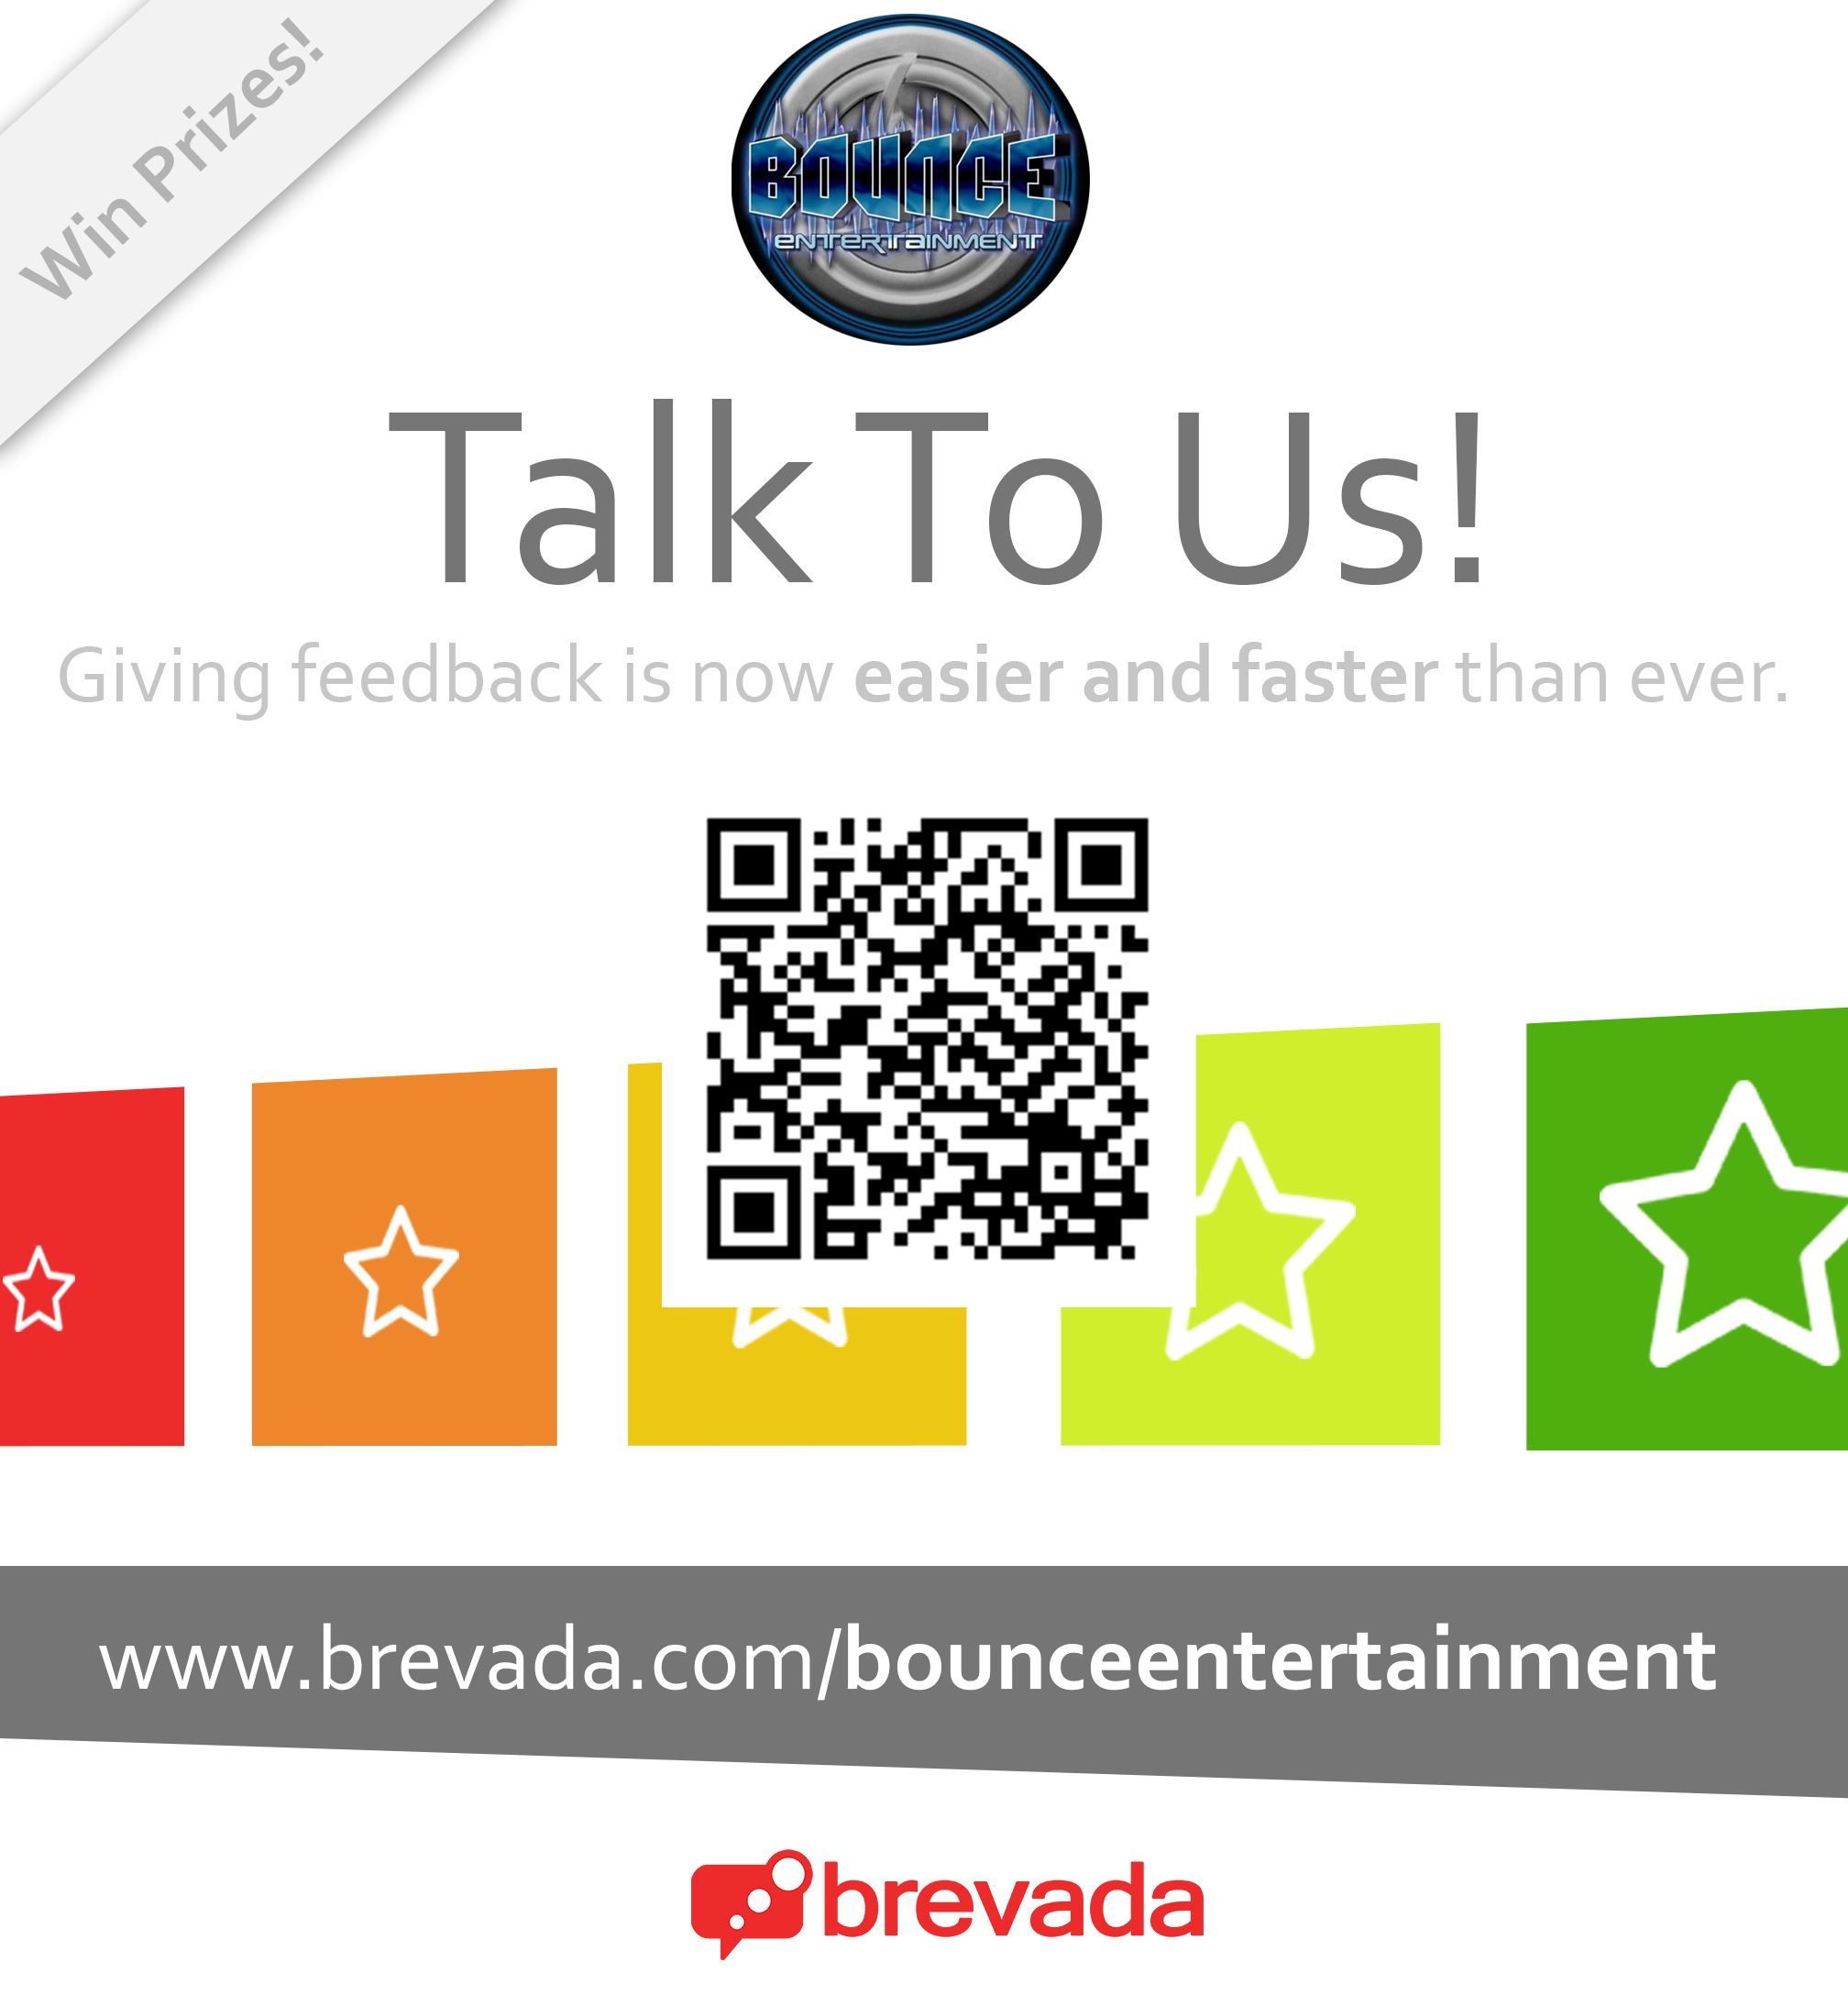 Win Prizes!
BOUNCE
ENTERTAINMENT
Talk To Us!
Giving feedback is now easier and faster than ever.
www.brevada.com/bounceentertainment
brevada